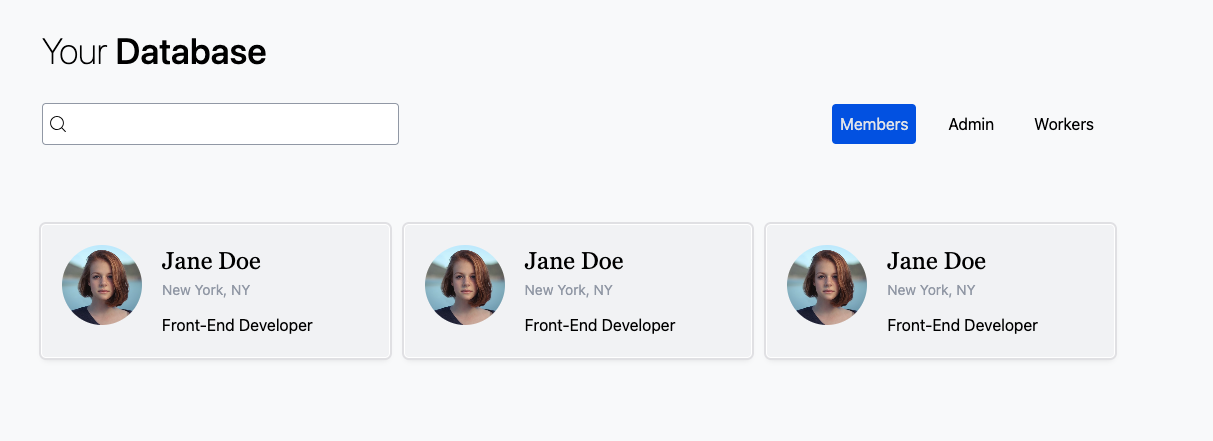 Your Database
Members Admin Workers
Jane Doe
New York, NY
Front-End Developer
Jane Doe
New York, NY
Front-End Developer
Jane Doe
New York, NY
Front-End Developer